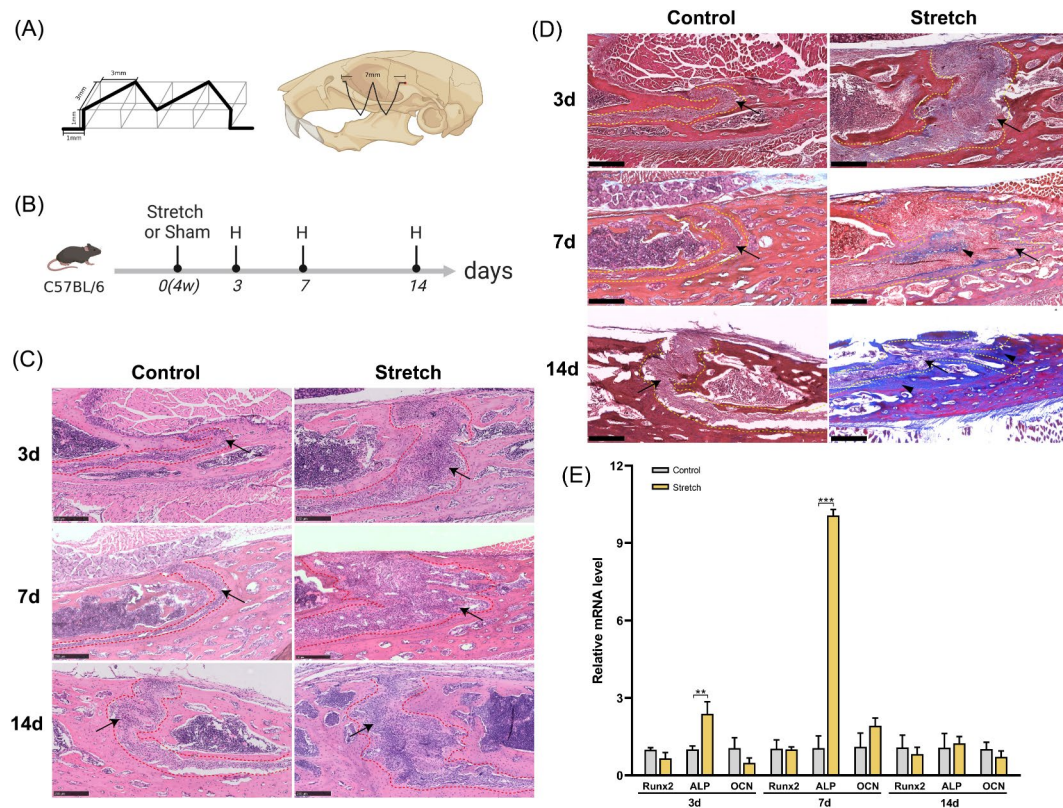 (A)
3mm
3mm
1mm
1mm
7mm
(B)
Stretch
or Sham
H
H
H
days
C57BL/6
0(4w)
3
7
14
(C)
Control
Stretch
3d
7d
14d
(D)
Control
Stretch
3d
7d
14d
(E)
Control
Stretch
Relative mRNA level
12
9
6
3
0
**
***
Runx2 ALP OCN Runx2 ALP OCN Runx2 ALP OCN
3d 7d 14d